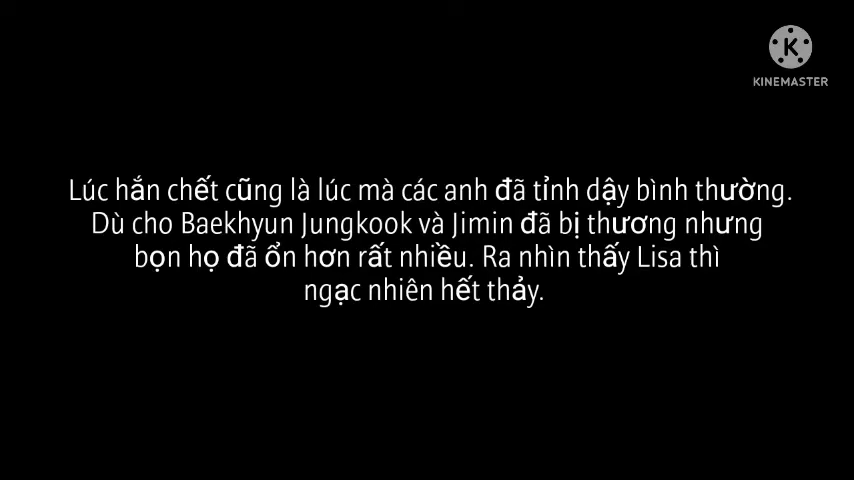 K
KINEMASTER
Lúc hắn chết cũng là lúc mà các anh đã tỉnh dậy bình thường.
Dù cho Baekhyun Jungkook và Jimin đã bị thương nhưng
bọn họ đã ổn hơn rất nhiều. Ra nhìn thấy Lisa thì
ngạc nhiên hết thảy.